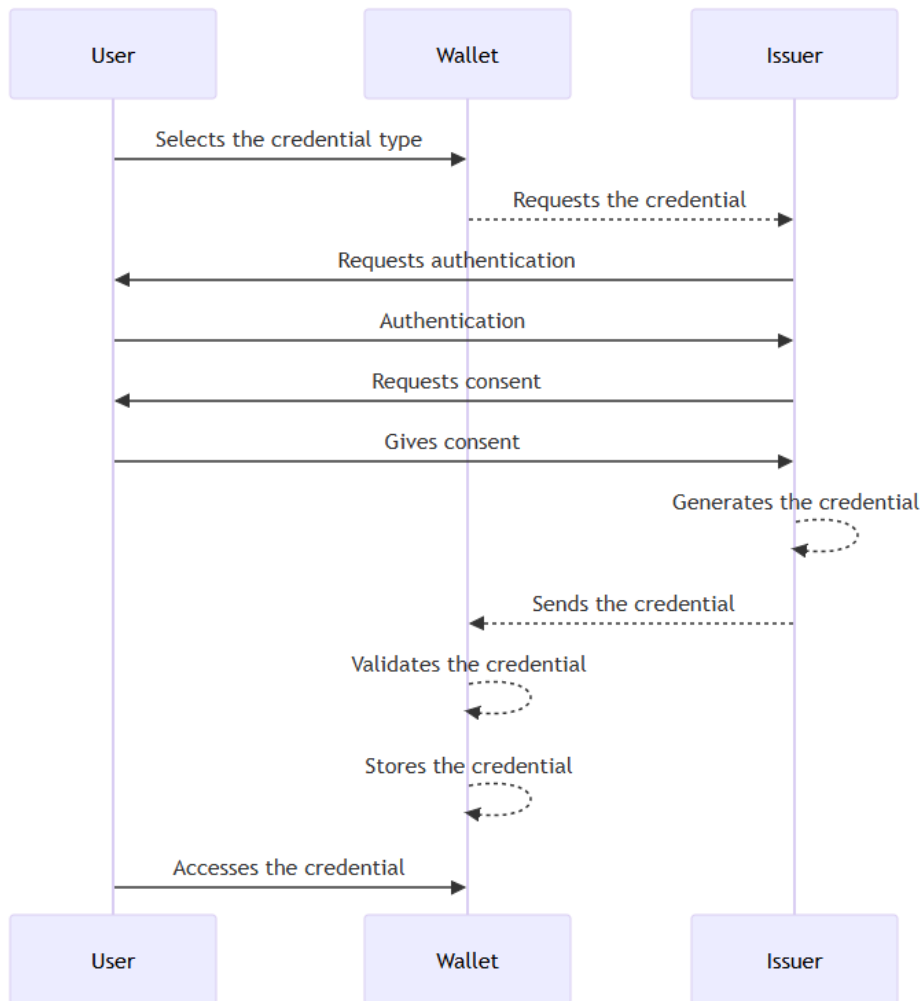 User
Wallet
Issuer
Selects the credential type
Requests the credential
Requests authentication
Authentication
Requests consent
Gives consent
Generates the credential
Sends the credential
Validates the credential
Stores the credential
Accesses the credential
User
Wallet
Issuer